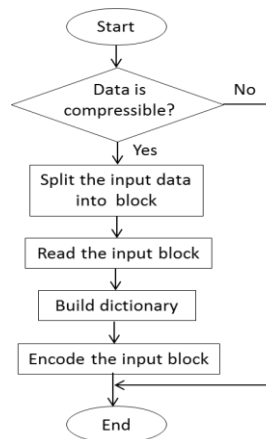 Start
Data is
compressible?
No
Yes
Split the input data
into block
Read the input block
Build dictionary
Encode the input block
End